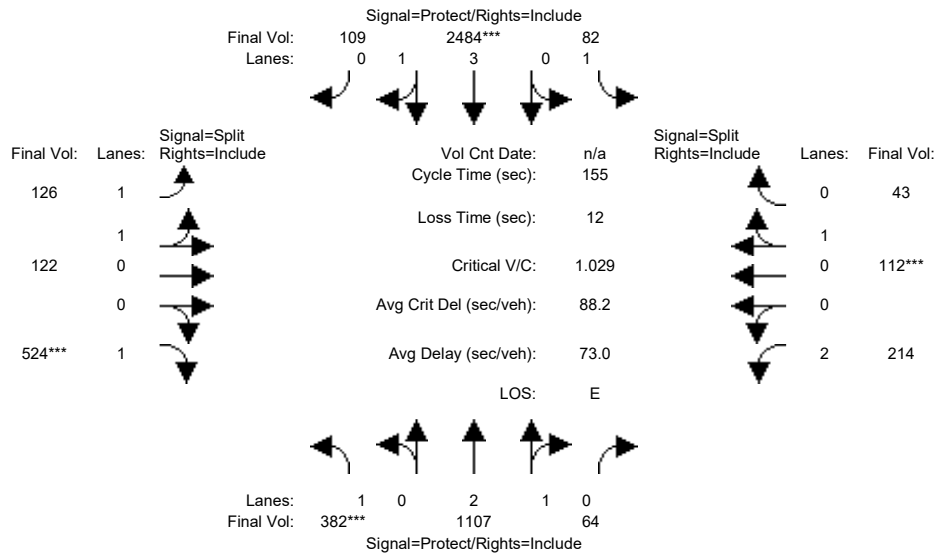 Signal=Protect/Rights=Include
Final Vol: 109 2484*** 82
Lanes: 0 1 3 0 1
Signal=Split
Final Vol: Lanes: Rights=Include
Vol Cnt Date: n/a
Signal=Split
Rights=Include Lanes: Final Vol:
Cycle Time (sec): 155
126 1
0 43
Loss Time (sec): 12
1
1
122 0
Critical V/C: 1.029
0 112***
0
Avg Crit Del (sec/veh): 88.2
0
524*** 1
Avg Delay (sec/veh): 73.0
2 214
LOS: E
Lanes: 1 0 2 1 0
Final Vol: 382*** 1107 64
Signal=Protect/Rights=Include